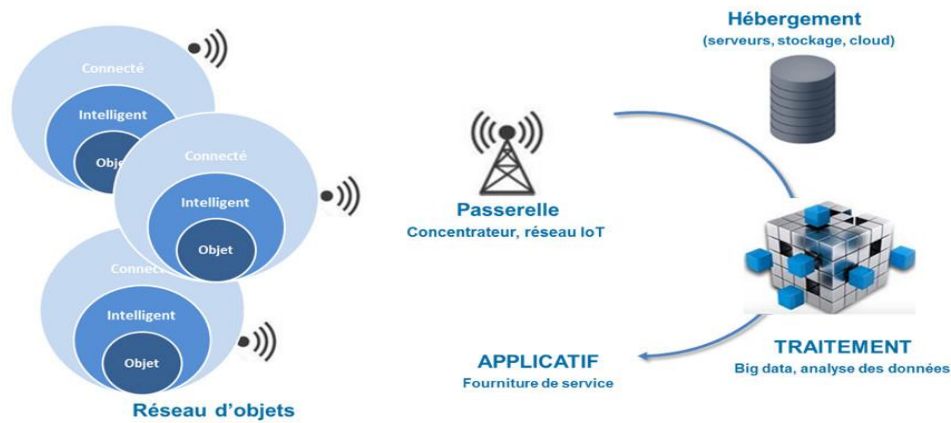 Connecté
Intelligent
Objet
Connecté
Intelligent
Objet
Connecté
Intelligent
Objet
Réseau d'objets
Passerelle
Concentrateur, réseau IoT
Hébergement
(serveurs, stockage, cloud)
TRAITEMENT
Big data, analyse des données
APPLICATIF
Fourniture de service